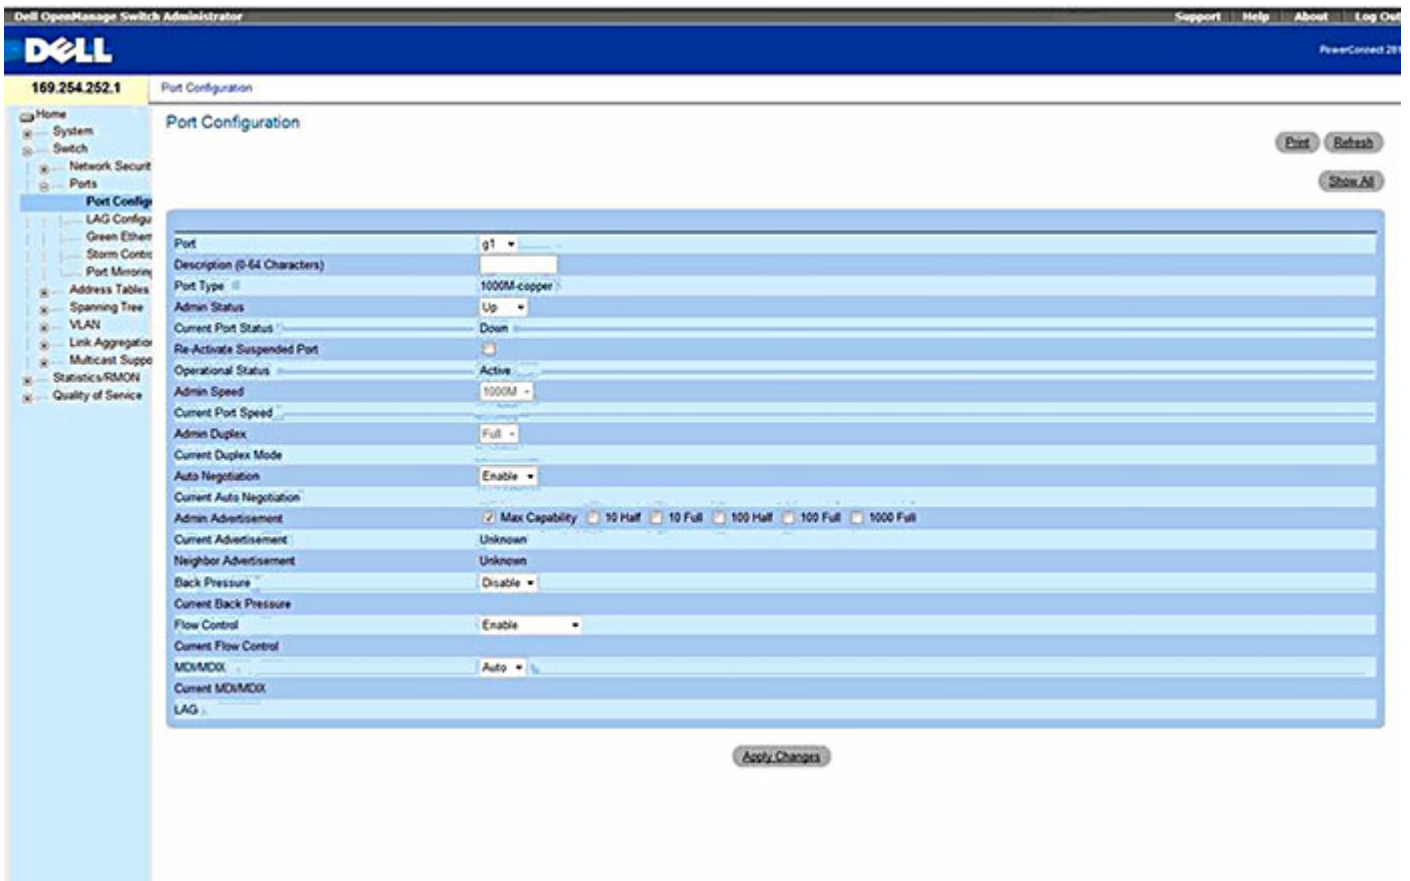 Dell OpenManage Switch Administrator
Support Help About Log Out
DELL
PowerConnect 281
169.254.252.1
Port Configuration
Home
System
Switch
Network Securit
Ports
Port Config
LAG Configu
Green Ethern
Storm Contro
Port Mirroring
Address Tables
Spanning Tree
VLAN
Link Aggregation
Multicast Suppo
Statistics/RMON
Quality of Service
Port Configuration
Print Refresh
Show All
Port g1
Description (0-64 Characters)
Port Type 1000M-copper
Admin Status Up
Current Port Status Down
Re-Activate Suspended Port
Operational Status Active
Admin Speed 1000M
Current Port Speed
Admin Duplex Full
Current Duplex Mode
Auto Negotiation Enable
Current Auto Negotiation
Admin Advertisement Max Capability 10 Half 10 Full 100 Half 100 Full 1000 Full
Current Advertisement Unknown
Neighbor Advertisement Unknown
Back Pressure Disable
Current Back Pressure
Flow Control Enable
Current Flow Control
MDI/MDIX Auto
Current MDI/MDIX
LAG
Apply Changes